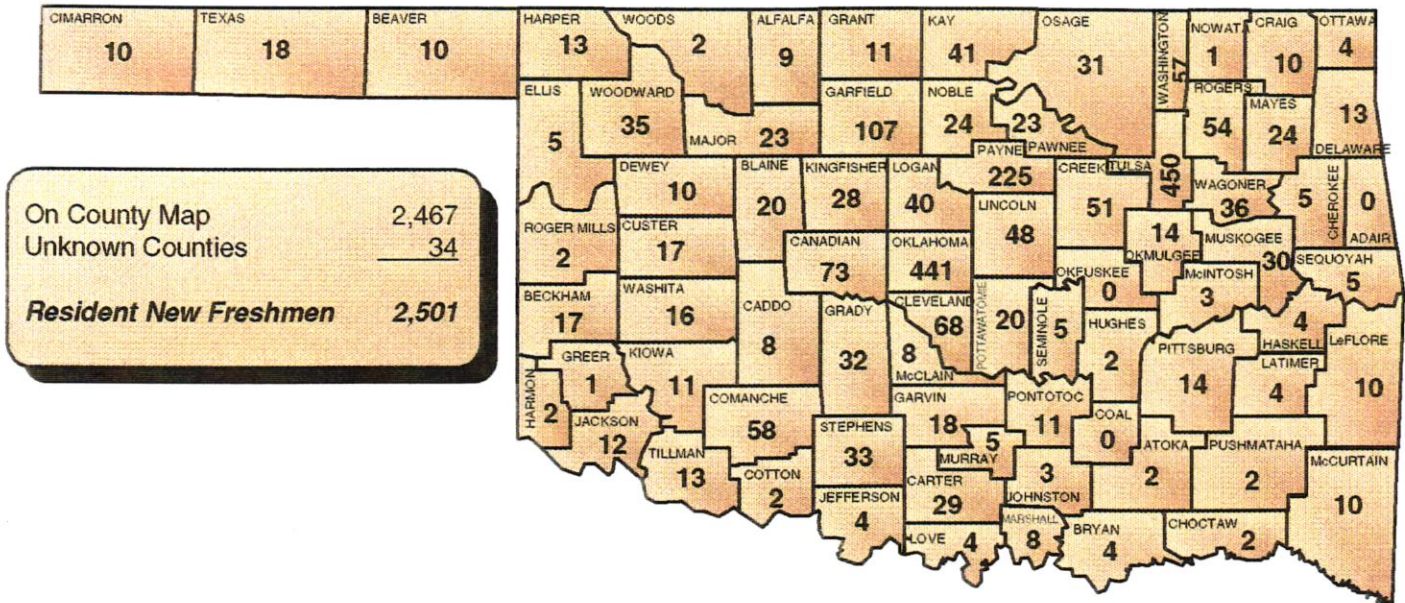 CIMARRON
10
TEXAS
18
BEAVER
10
HARPER
13
WOODS
2
ALFALFA
9
GRANT
11
KAY
41
OSAGE
31
WASHINGTON
57
NOWATA
1
CRAIG
10
OTTAWA
4
ELLIS
5
WOODWARD
35
MAJOR
23
GARFIELD
107
NOBLE
24
23
PAWNEE
ROGERS
54
MAYES
24
13
DELAWARE
On County Map 2,467
Unknown Counties 34
Resident New Freshmen 2,501
DEWEY
10
BLAINE
20
KINGFISHER
28
LOGAN
40
PAYNE
225
CREEK
51
TULSA
450
WAGONER
36
5
CHEROKEE
0
ADAIR
ROGER MILLS
2
CUSTER
17
CANADIAN
73
OKLAHOMA
441
LINCOLN
48
14
OKMULGEE
MUSKOGEE
30
SEQUOYAH
5
BECKHAM
17
WASHITA
16
CADDO
8
GRADY
32
CLEVELAND
68
POTTAWATOMIE
20
SEMINOLE
5
OKFUSKEE
0
McINTOSH
3
HUGHES
2
PITTSBURG
14
4
HASKELL
LeFLORE
10
GREER
1
KIOWA
11
8
McCLAIN
LATIMER
4
HARMON
2
JACKSON
12
COMANCHE
58
GARVIN
18
PONTOTOC
11
COAL
0
STEPHENS
33
5
MURRAY
ATOKA
2
PUSHMATAHA
2
McCURTAIN
10
TILLMAN
13
COTTON
2
JEFFERSON
4
CARTER
29
3
JOHNSTON
LOVE
4
MARSHALL
8
BRYAN
4
CHOCTAW
2